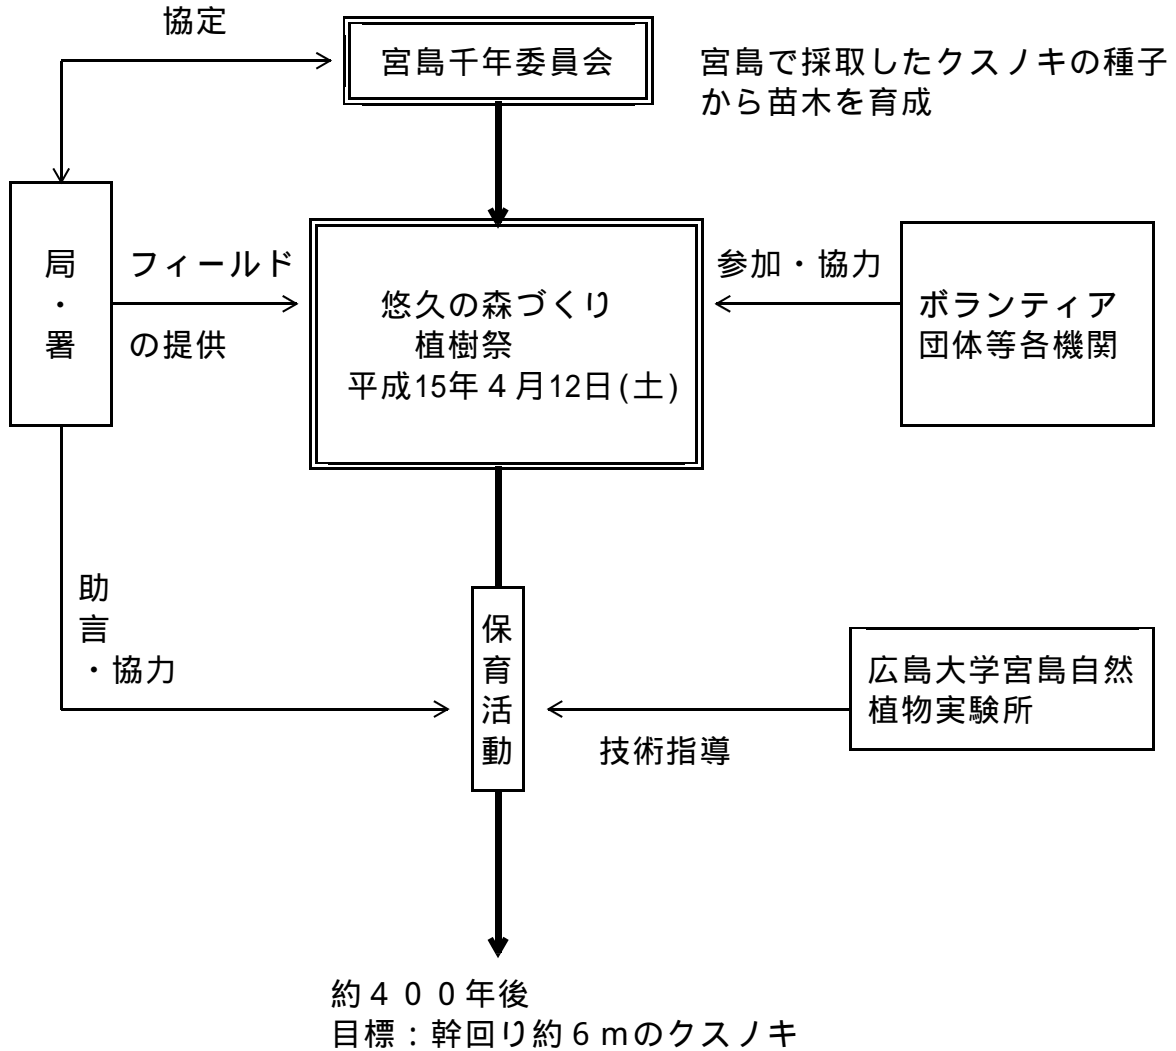 協定
宮島千年委員会
宮島で採取したクスノキの種子
から苗木を育成
局・署
フィールド
の提供
悠久の森づくり
植樹祭
平成15年４月12日(土)
参加・協力
ボランティア
団体等各機関
助
言
・協力
保育活動
広島大学宮島自然
植物実験所
技術指導
約４００年後
目標：幹回り約６ｍのクスノキ